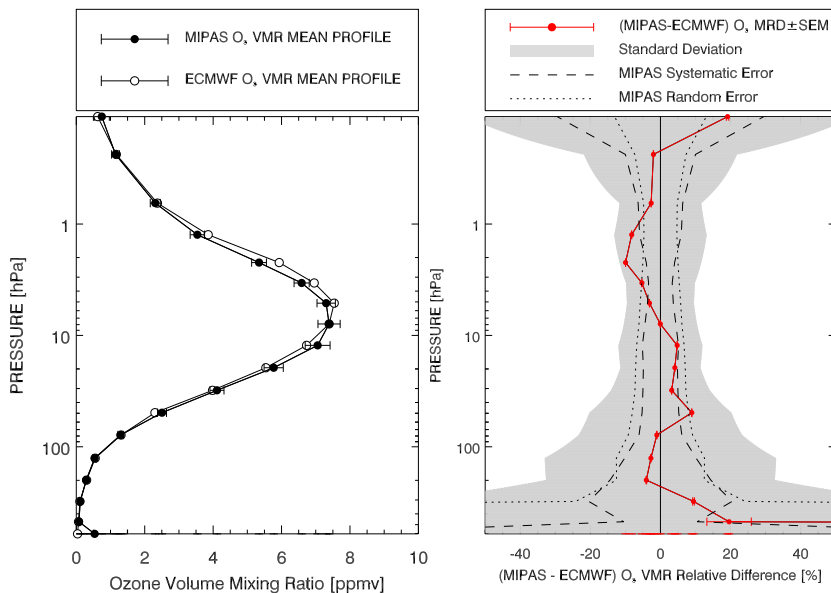 MIPAS O₃ VMR MEAN PROFILE
ECMWF O₃ VMR MEAN PROFILE
(MIPAS-ECMWF) O₃ MRD±SEM
Standard Deviation
MIPAS Systematic Error
MIPAS Random Error
PRESSURE [hPa]
1
10
100
0 2 4 6 8 10
Ozone Volume Mixing Ratio [ppmv]
PRESSURE [hPa]
1
10
100
-40 -20 0 20 40
(MIPAS - ECMWF) O₃ VMR Relative Difference [%]